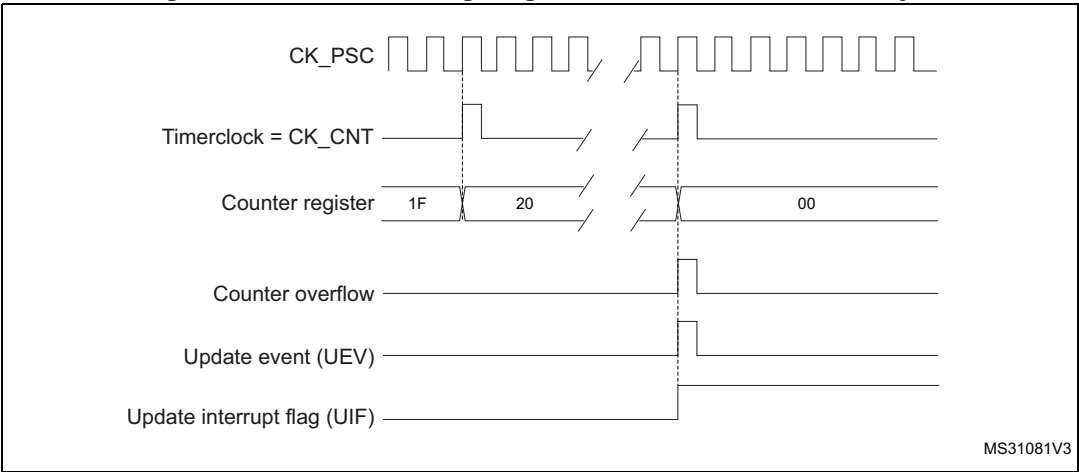 CK_PSC
Timerclock = CK_CNT
Counter register
1F
20
00
Counter overflow
Update event (UEV)
Update interrupt flag (UIF)
MS31081V3